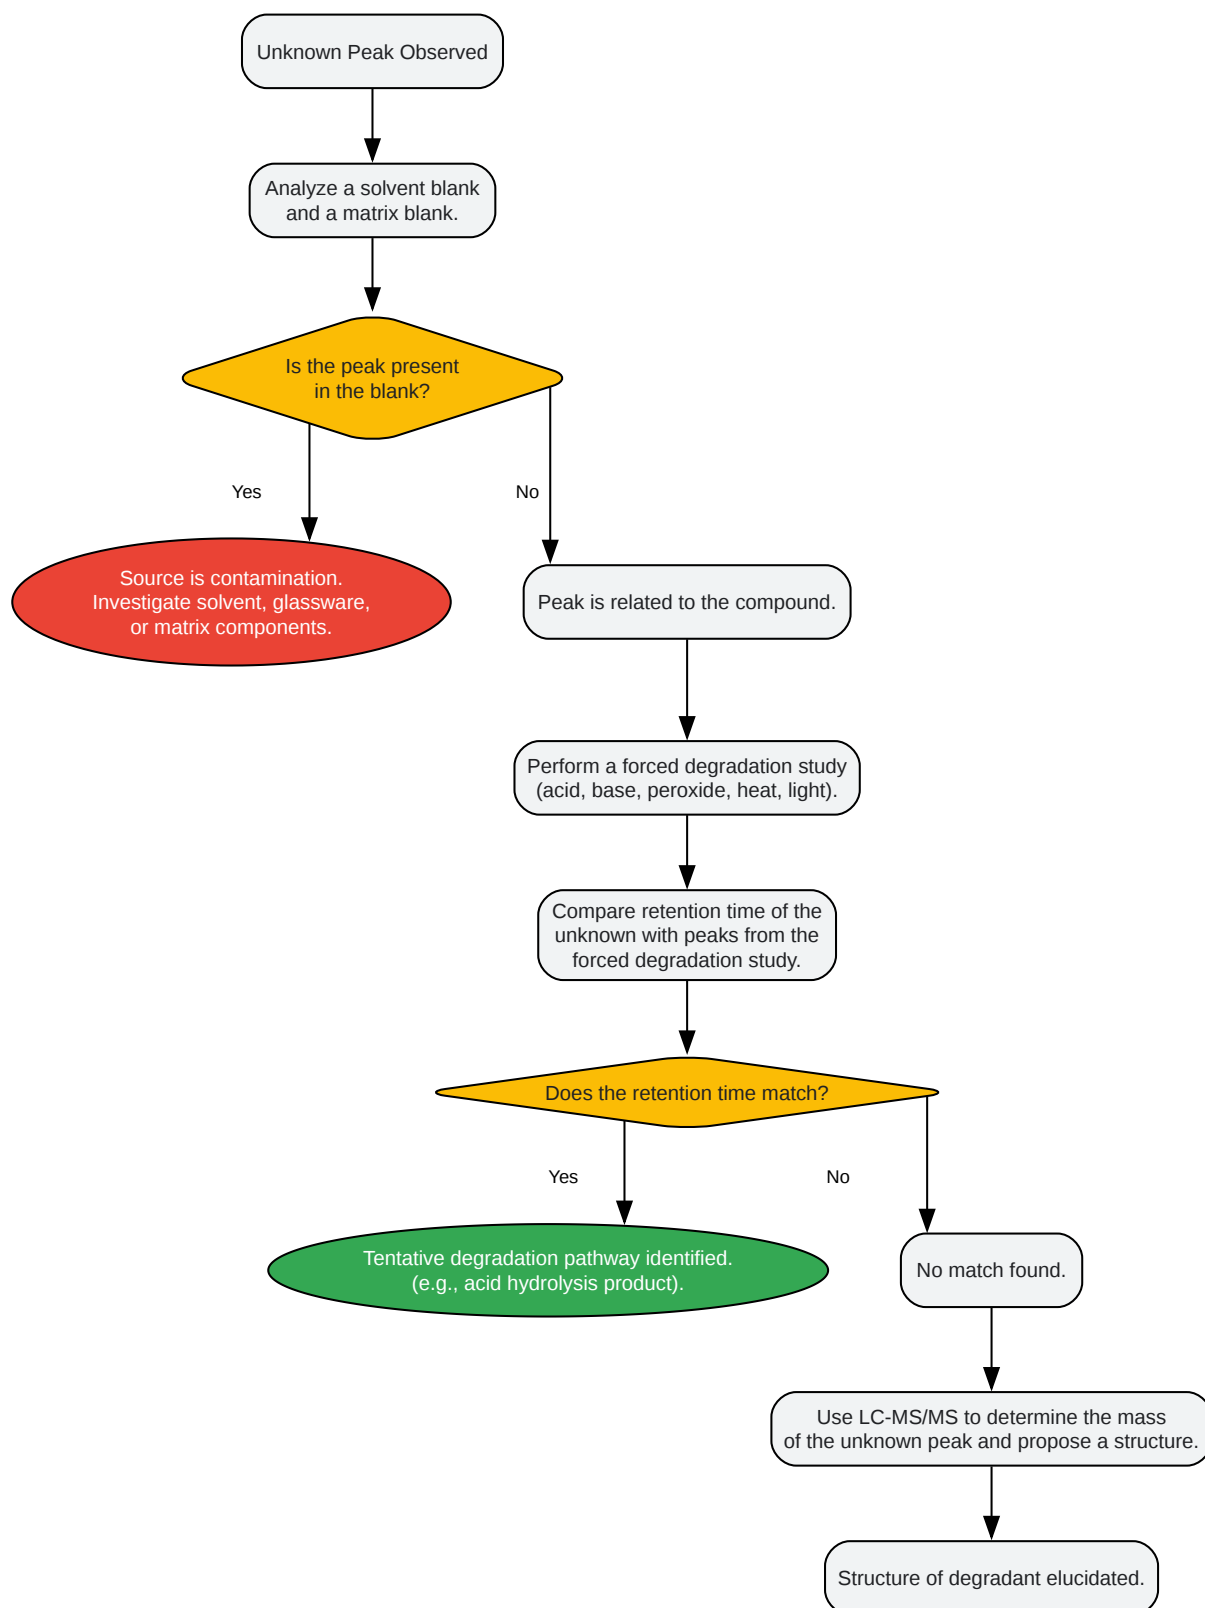 Unknown Peak Observed
Analyze a solvent blank
and a matrix blank.
Is the peak present
in the blank?
Yes
No
Source is contamination.
Investigate solvent, glassware,
or matrix components.
Peak is related to the compound.
Perform a forced degradation study
(acid, base, peroxide, heat, light).
Compare retention time of the
unknown with peaks from the
forced degradation study.
Does the retention time match?
Yes
No
Tentative degradation pathway identified.
(e.g., acid hydrolysis product).
No match found.
Use LC-MS/MS to determine the mass
of the unknown peak and propose a structure.
Structure of degradant elucidated.